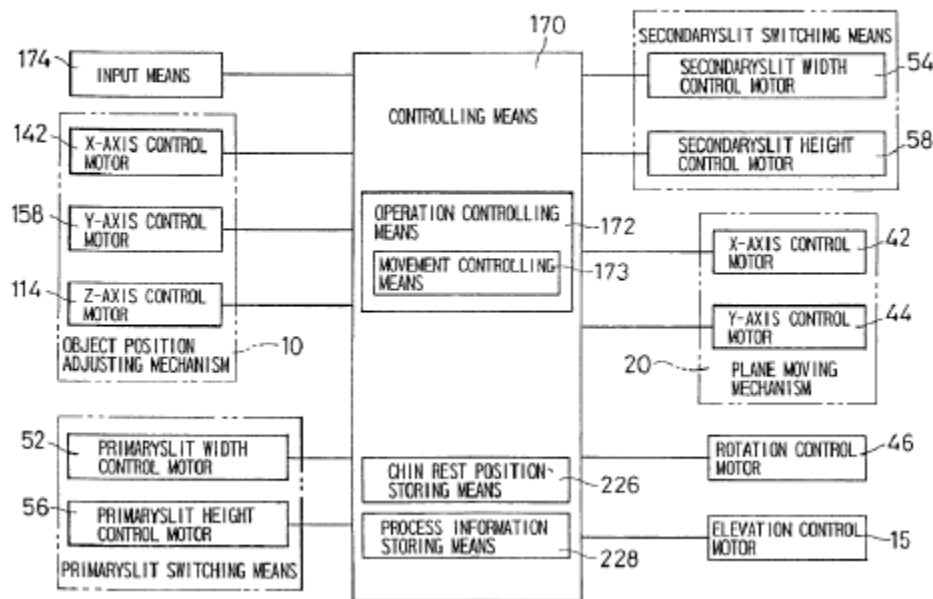 174
INPUT MEANS
142
X-AXIS CONTROL
MOTOR
158
Y-AXIS CONTROL
MOTOR
114
Z-AXIS CONTROL
MOTOR
OBJECT POSITION
ADJUSTING MECHANISM
10
52
PRIMARYSLIT WIDTH
CONTROL MOTOR
56
PRIMARYSLIT HEIGHT
CONTROL MOTOR
PRIMARYSLIT SWITCHING MEANS
170
CONTROLLING MEANS
OPERATION CONTROLLING
MEANS
172
MOVEMENT CONTROLLING
MEANS
173
CHIN REST POSITION
STORING MEANS
226
PROCESS INFORMATION
STORING MEANS
228
SECONDARYSLIT SWITCHING MEANS
SECONDARYSLIT WIDTH
CONTROL MOTOR
54
SECONDARYSLIT HEIGHT
CONTROL MOTOR
58
X-AXIS CONTROL
MOTOR
42
Y-AXIS CONTROL
MOTOR
44
20
PLANE MOVING
MECHANISM
ROTATION CONTROL
MOTOR
46
ELEVATION CONTROL
MOTOR
15